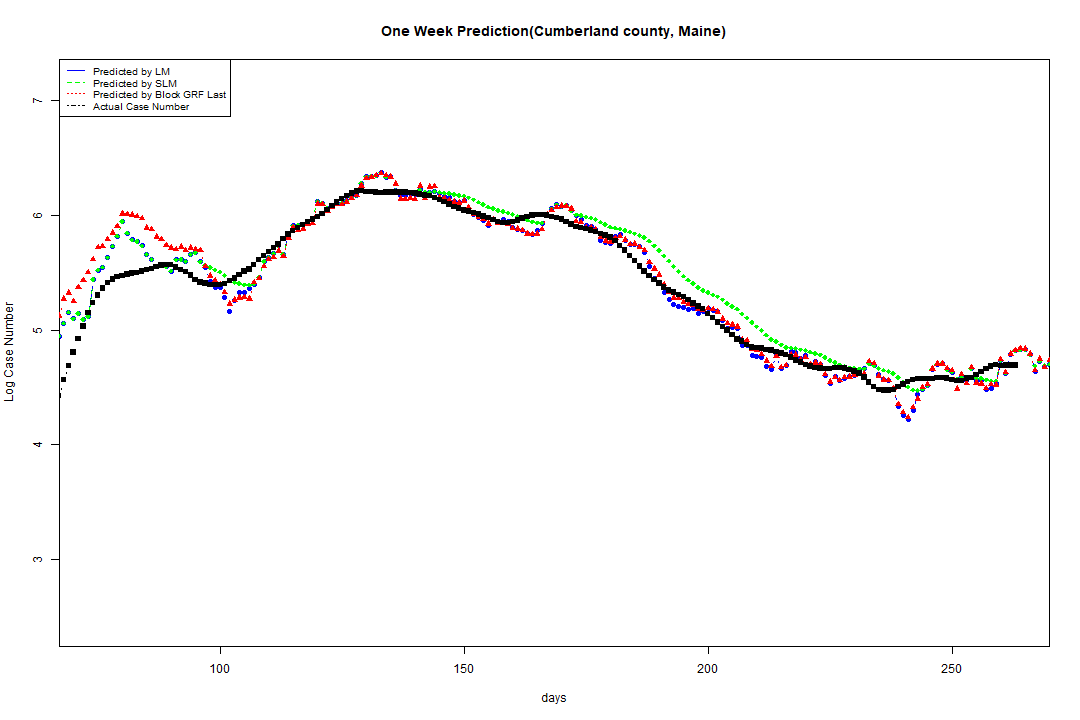 One Week Prediction(Cumberland county, Maine)
Predicted by LM
Predicted by SLM
Predicted by Block GRF Last
Actual Case Number
7
6
5
4
3
Log Case Number
100
150
200
250
days